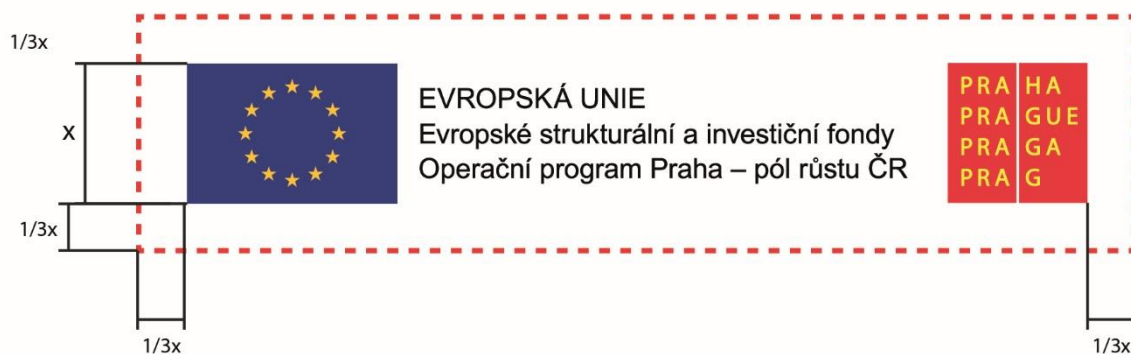 1/3x
x
1/3x
1/3x
EVROPSKÁ UNIE
Evropské strukturální a investiční fondy
Operační program Praha – pól růstu ČR
PRA HA
PRA GUE
PRA GA
PRA G
1/3x